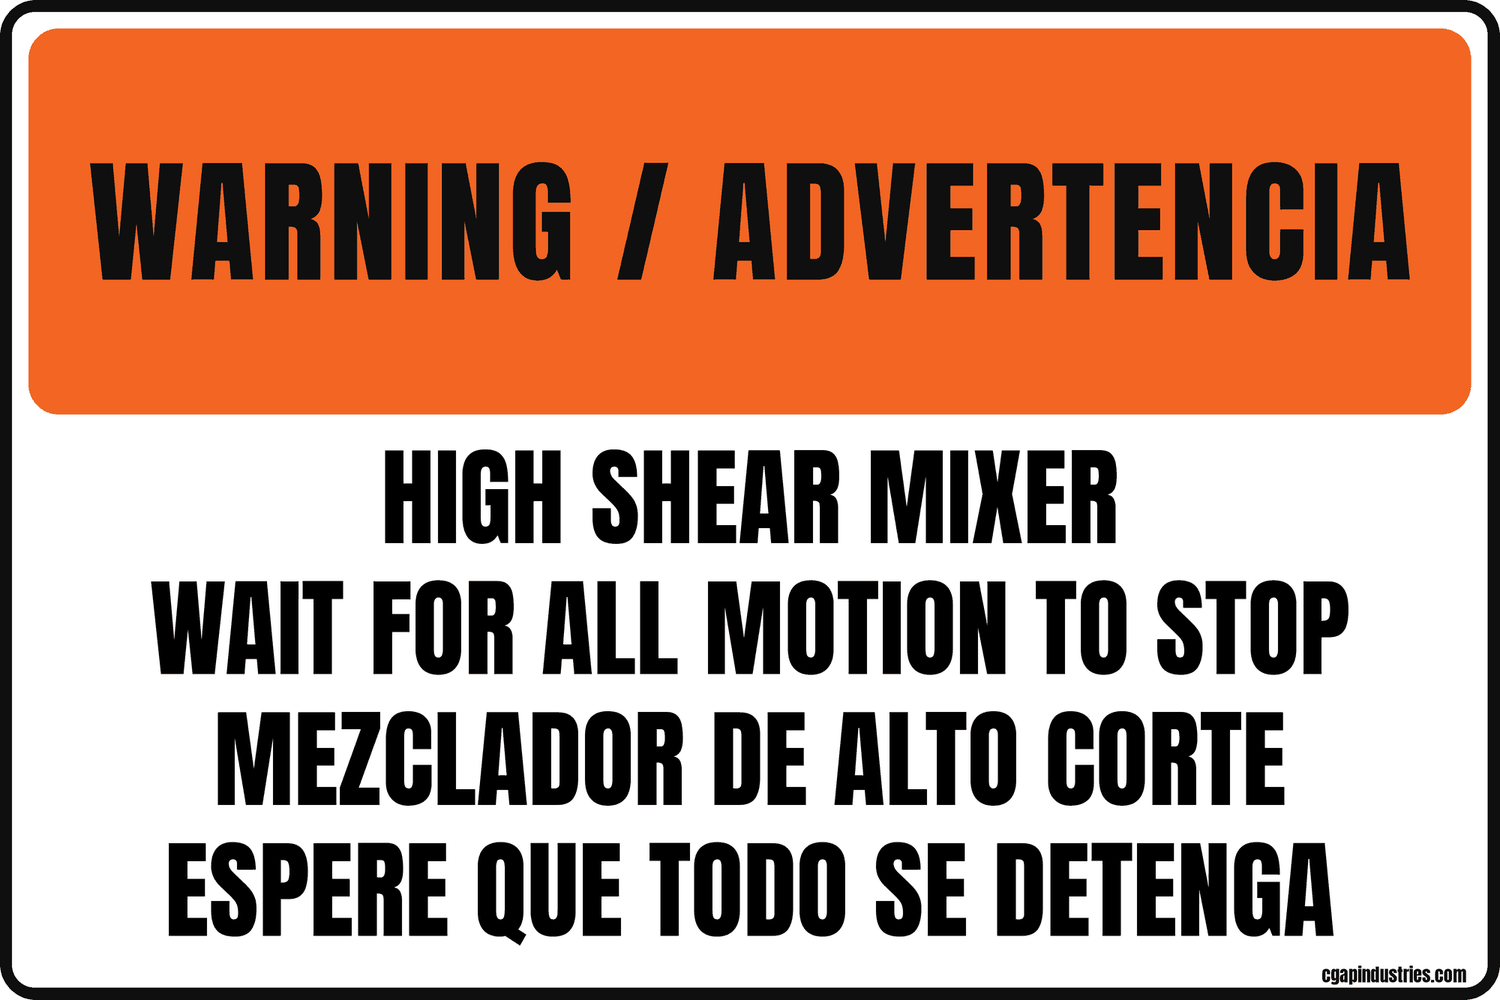 WARNING / ADVERTENCIA
HIGH SHEAR MIXER
WAIT FOR ALL MOTION TO STOP
MEZCLADOR DE ALTO CORTE
ESPERE QUE TODO SE DETENGA
cgapindustries.com